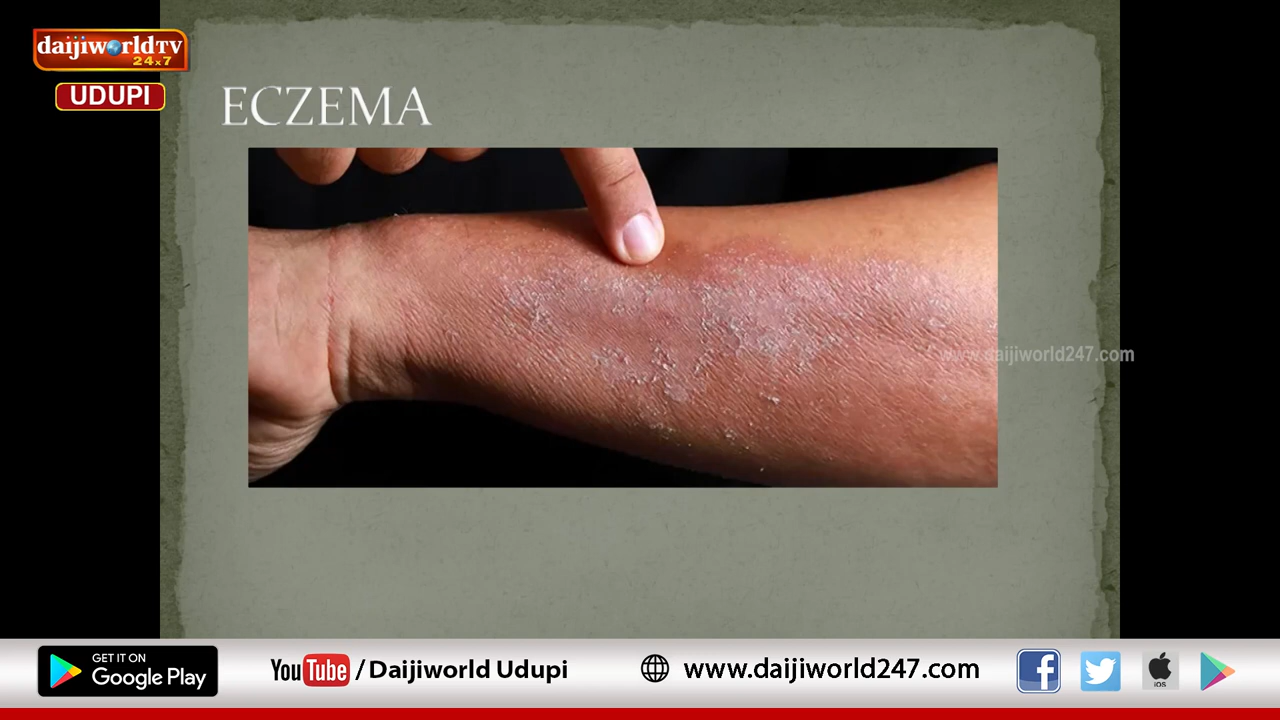 daijiworldTV
24x7
UDUPI
ECZEMA
www.daijiworld247.com
GET IT ON
Google Play
YouTube / Daijiworld Udupi
www.daijiworld247.com
iOS